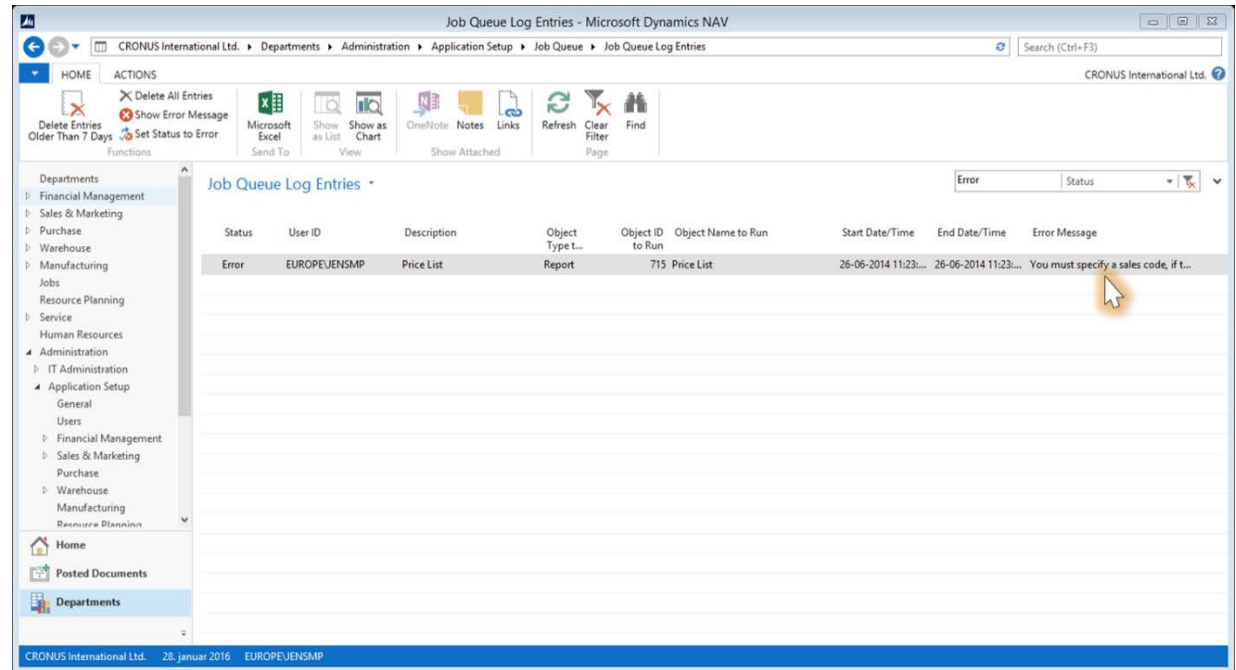 Job Queue Log Entries - Microsoft Dynamics NAV
CRONUS International Ltd. Departments Administration Application Setup Job Queue Job Queue Log Entries
Search (Ctrl+F3)
HOME ACTIONS
CRONUS International Ltd.
Delete Entries Older Than 7 Days
Delete All Entries
Show Error Message
Set Status to Error
Functions
Microsoft Excel
Send To
Show as List
Show as Chart
View
OneNote
Notes
Links
Show Attached
Refresh
Clear Filter
Find
Page
Departments
Financial Management
Sales & Marketing
Purchase
Warehouse
Manufacturing
Jobs
Resource Planning
Service
Human Resources
Administration
IT Administration
Application Setup
General
Users
Financial Management
Sales & Marketing
Purchase
Warehouse
Manufacturing
Resource Planning
Home
Posted Documents
Departments
Job Queue Log Entries
Error Status
Status User ID Description Object Type t... Object ID to Run Object Name to Run Start Date/Time End Date/Time Error Message
Error EUROPE\JENSMP Price List Report 715 Price List 26-06-2014 11:23:... 26-06-2014 11:23:... You must specify a sales code, if t...
CRONUS International Ltd. 28. januar 2016 EUROPE\JENSMP